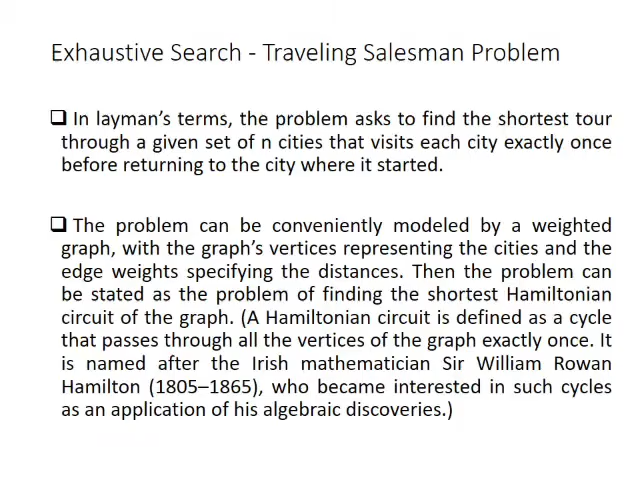 Exhaustive Search - Traveling Salesman Problem
❑ In layman's terms, the problem asks to find the shortest tour
through a given set of n cities that visits each city exactly once
before returning to the city where it started.
❑ The problem can be conveniently modeled by a weighted
graph, with the graph's vertices representing the cities and the
edge weights specifying the distances. Then the problem can
be stated as the problem of finding the shortest Hamiltonian
circuit of the graph. (A Hamiltonian circuit is defined as a cycle
that passes through all the vertices of the graph exactly once. It
is named after the Irish mathematician Sir William Rowan
Hamilton (1805–1865), who became interested in such cycles
as an application of his algebraic discoveries.)